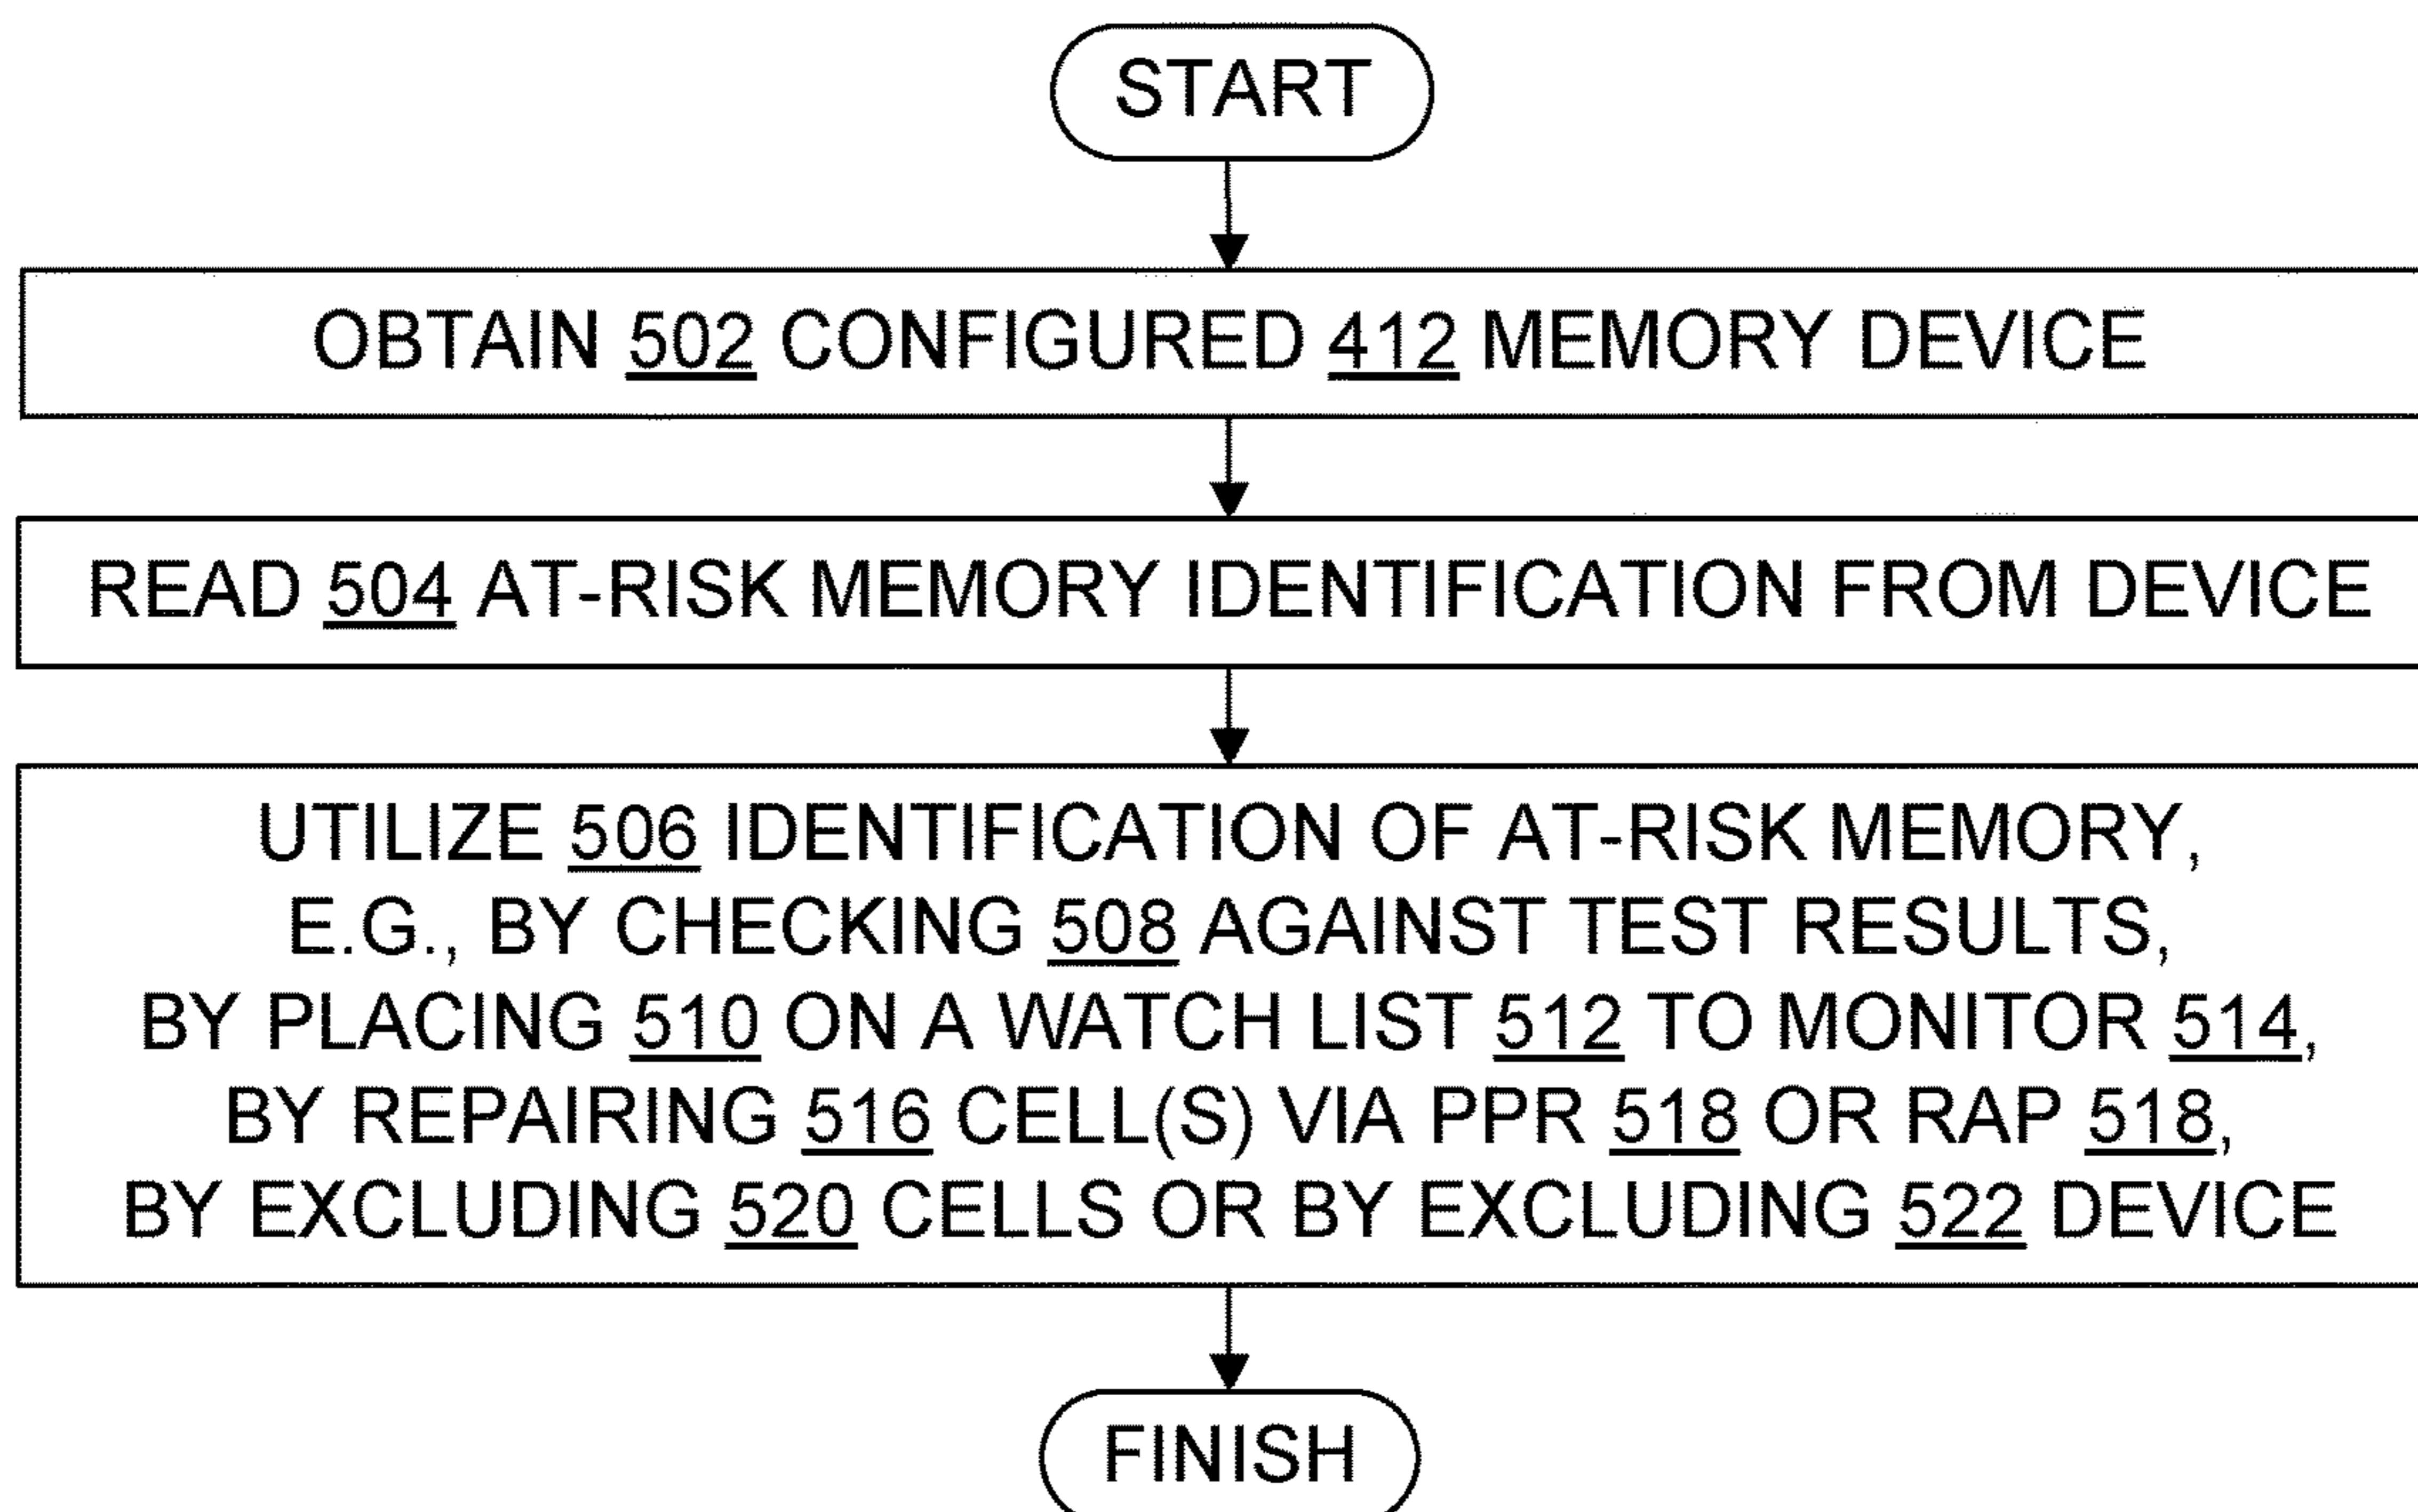 START
OBTAIN 502 CONFIGURED 412 MEMORY DEVICE
READ 504 AT-RISK MEMORY IDENTIFICATION FROM DEVICE
UTILIZE 506 IDENTIFICATION OF AT-RISK MEMORY,
E.G., BY CHECKING 508 AGAINST TEST RESULTS,
BY PLACING 510 ON A WATCH LIST 512 TO MONITOR 514,
BY REPAIRING 516 CELL(S) VIA PPR 518 OR RAP 518,
BY EXCLUDING 520 CELLS OR BY EXCLUDING 522 DEVICE
FINISH